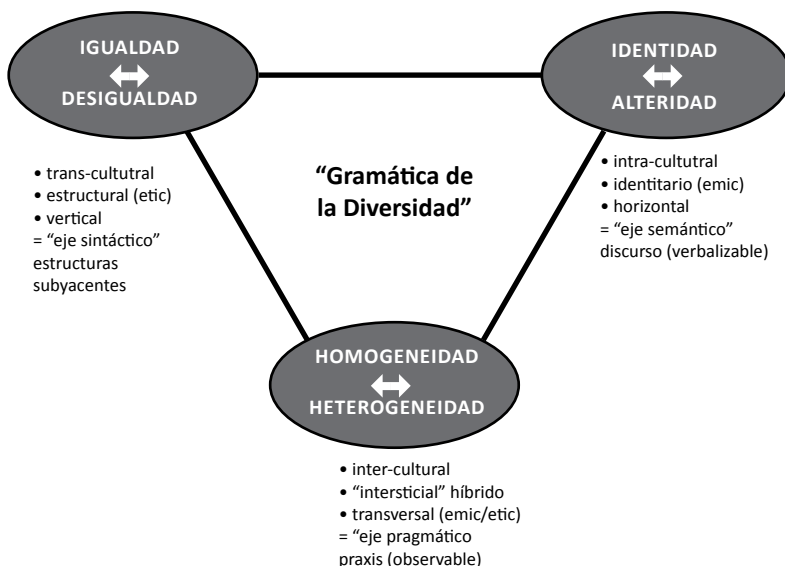 IGUALDAD
DESIGUALDAD
IDENTIDAD
ALTERIDAD
• trans-cultutral
• estructural (etic)
• vertical
= “eje sintáctico”
estructuras
subyacentes
“Gramática de
la Diversidad”
• intra-cultutral
• identitario (emic)
• horizontal
= “eje semántico”
discurso (verbalizable)
HOMOGENEIDAD
HETEROGENEIDAD
• inter-cultural
• “intersticial” híbrido
• transversal (emic/etic)
= “eje pragmático
praxis (observable)